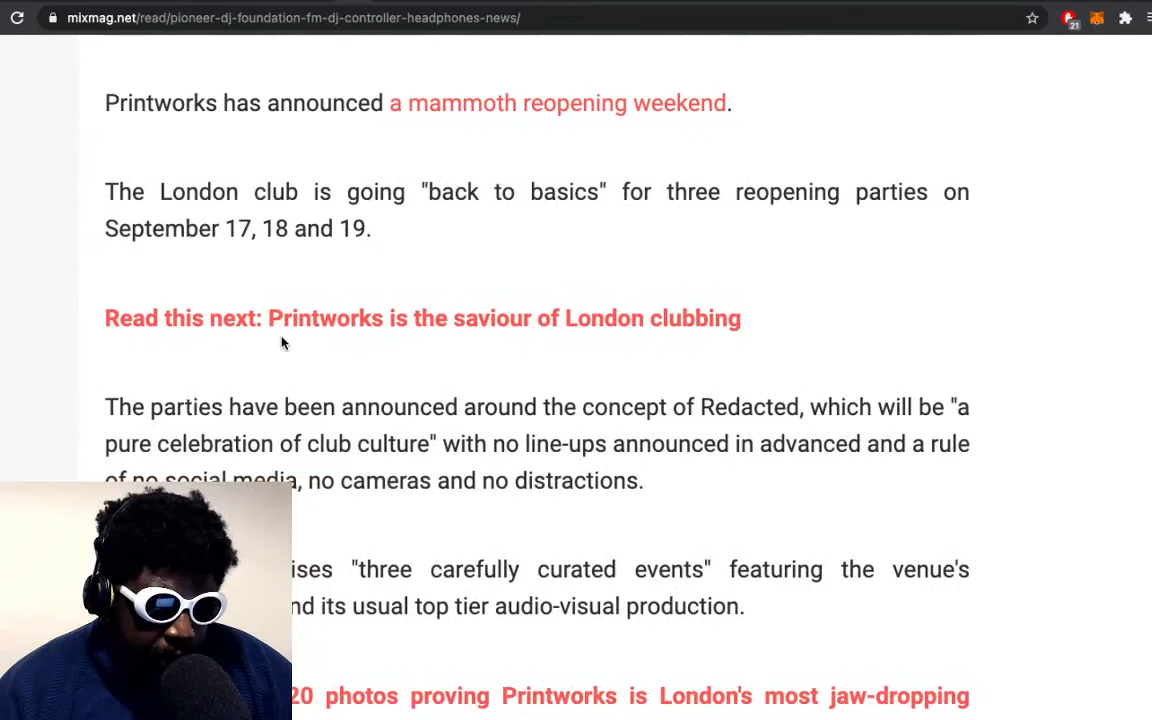 mixmag.net/read/pioneer-dj-foundation-fm-dj-controller-headphones-news/
21
Printworks has announced a mammoth reopening weekend.
The London club is going "back to basics" for three reopening parties on
September 17, 18 and 19.
Read this next: Printworks is the saviour of London clubbing
The parties have been announced around the concept of Redacted, which will be "a
pure celebration of club culture" with no line-ups announced in advanced and a rule
of no social media, no cameras and no distractions.
ises "three carefully curated events" featuring the venue's
nd its usual top tier audio-visual production.
20 photos proving Printworks is London's most jaw-dropping